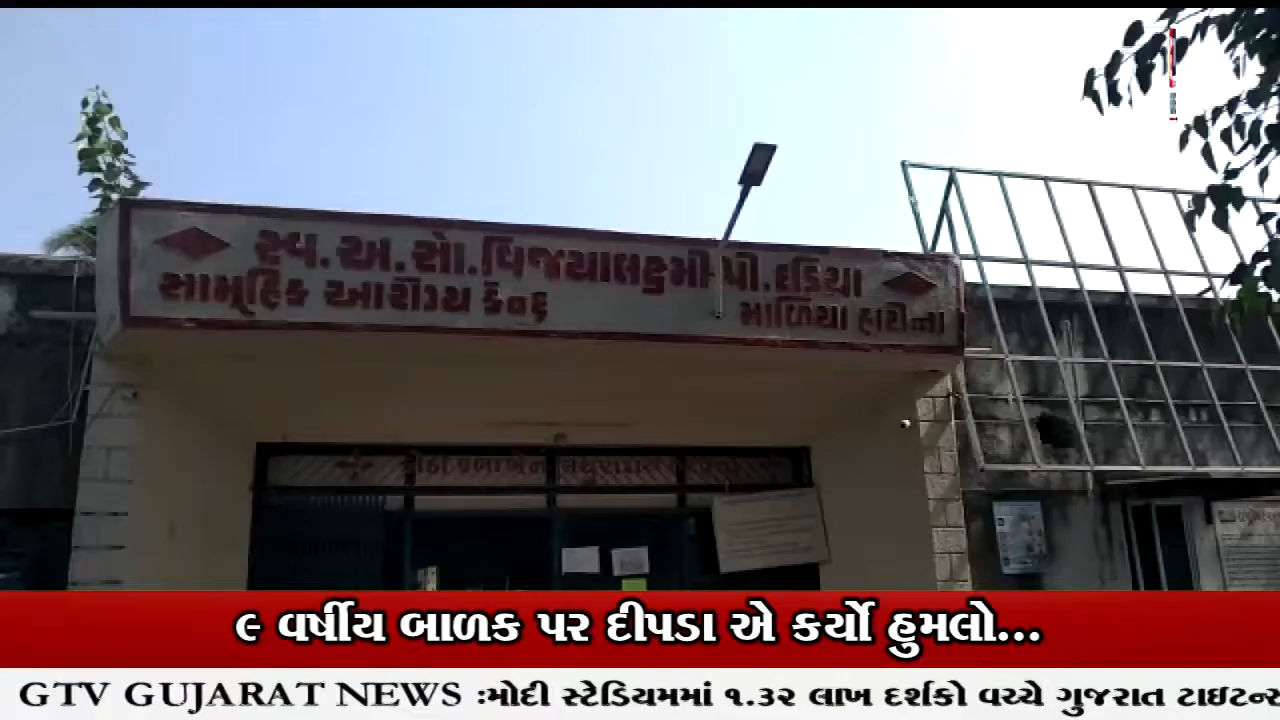 સ્વ.અ.સૌ.વિજયાલક્ષ્મી પી.દડિયા
સામૂહિક આરોગ્ય કેન્દ્ર માળિયા હાટીના
૯ વર્ષીય બાળક પર દીપડા એ કર્યો હુમલો...
GTV GUJARAT NEWS :મોદી સ્ટેડિયમમાં ૧.૩૨ લાખ દર્શકો વચ્ચે ગુજરાત ટાઇટન્સ